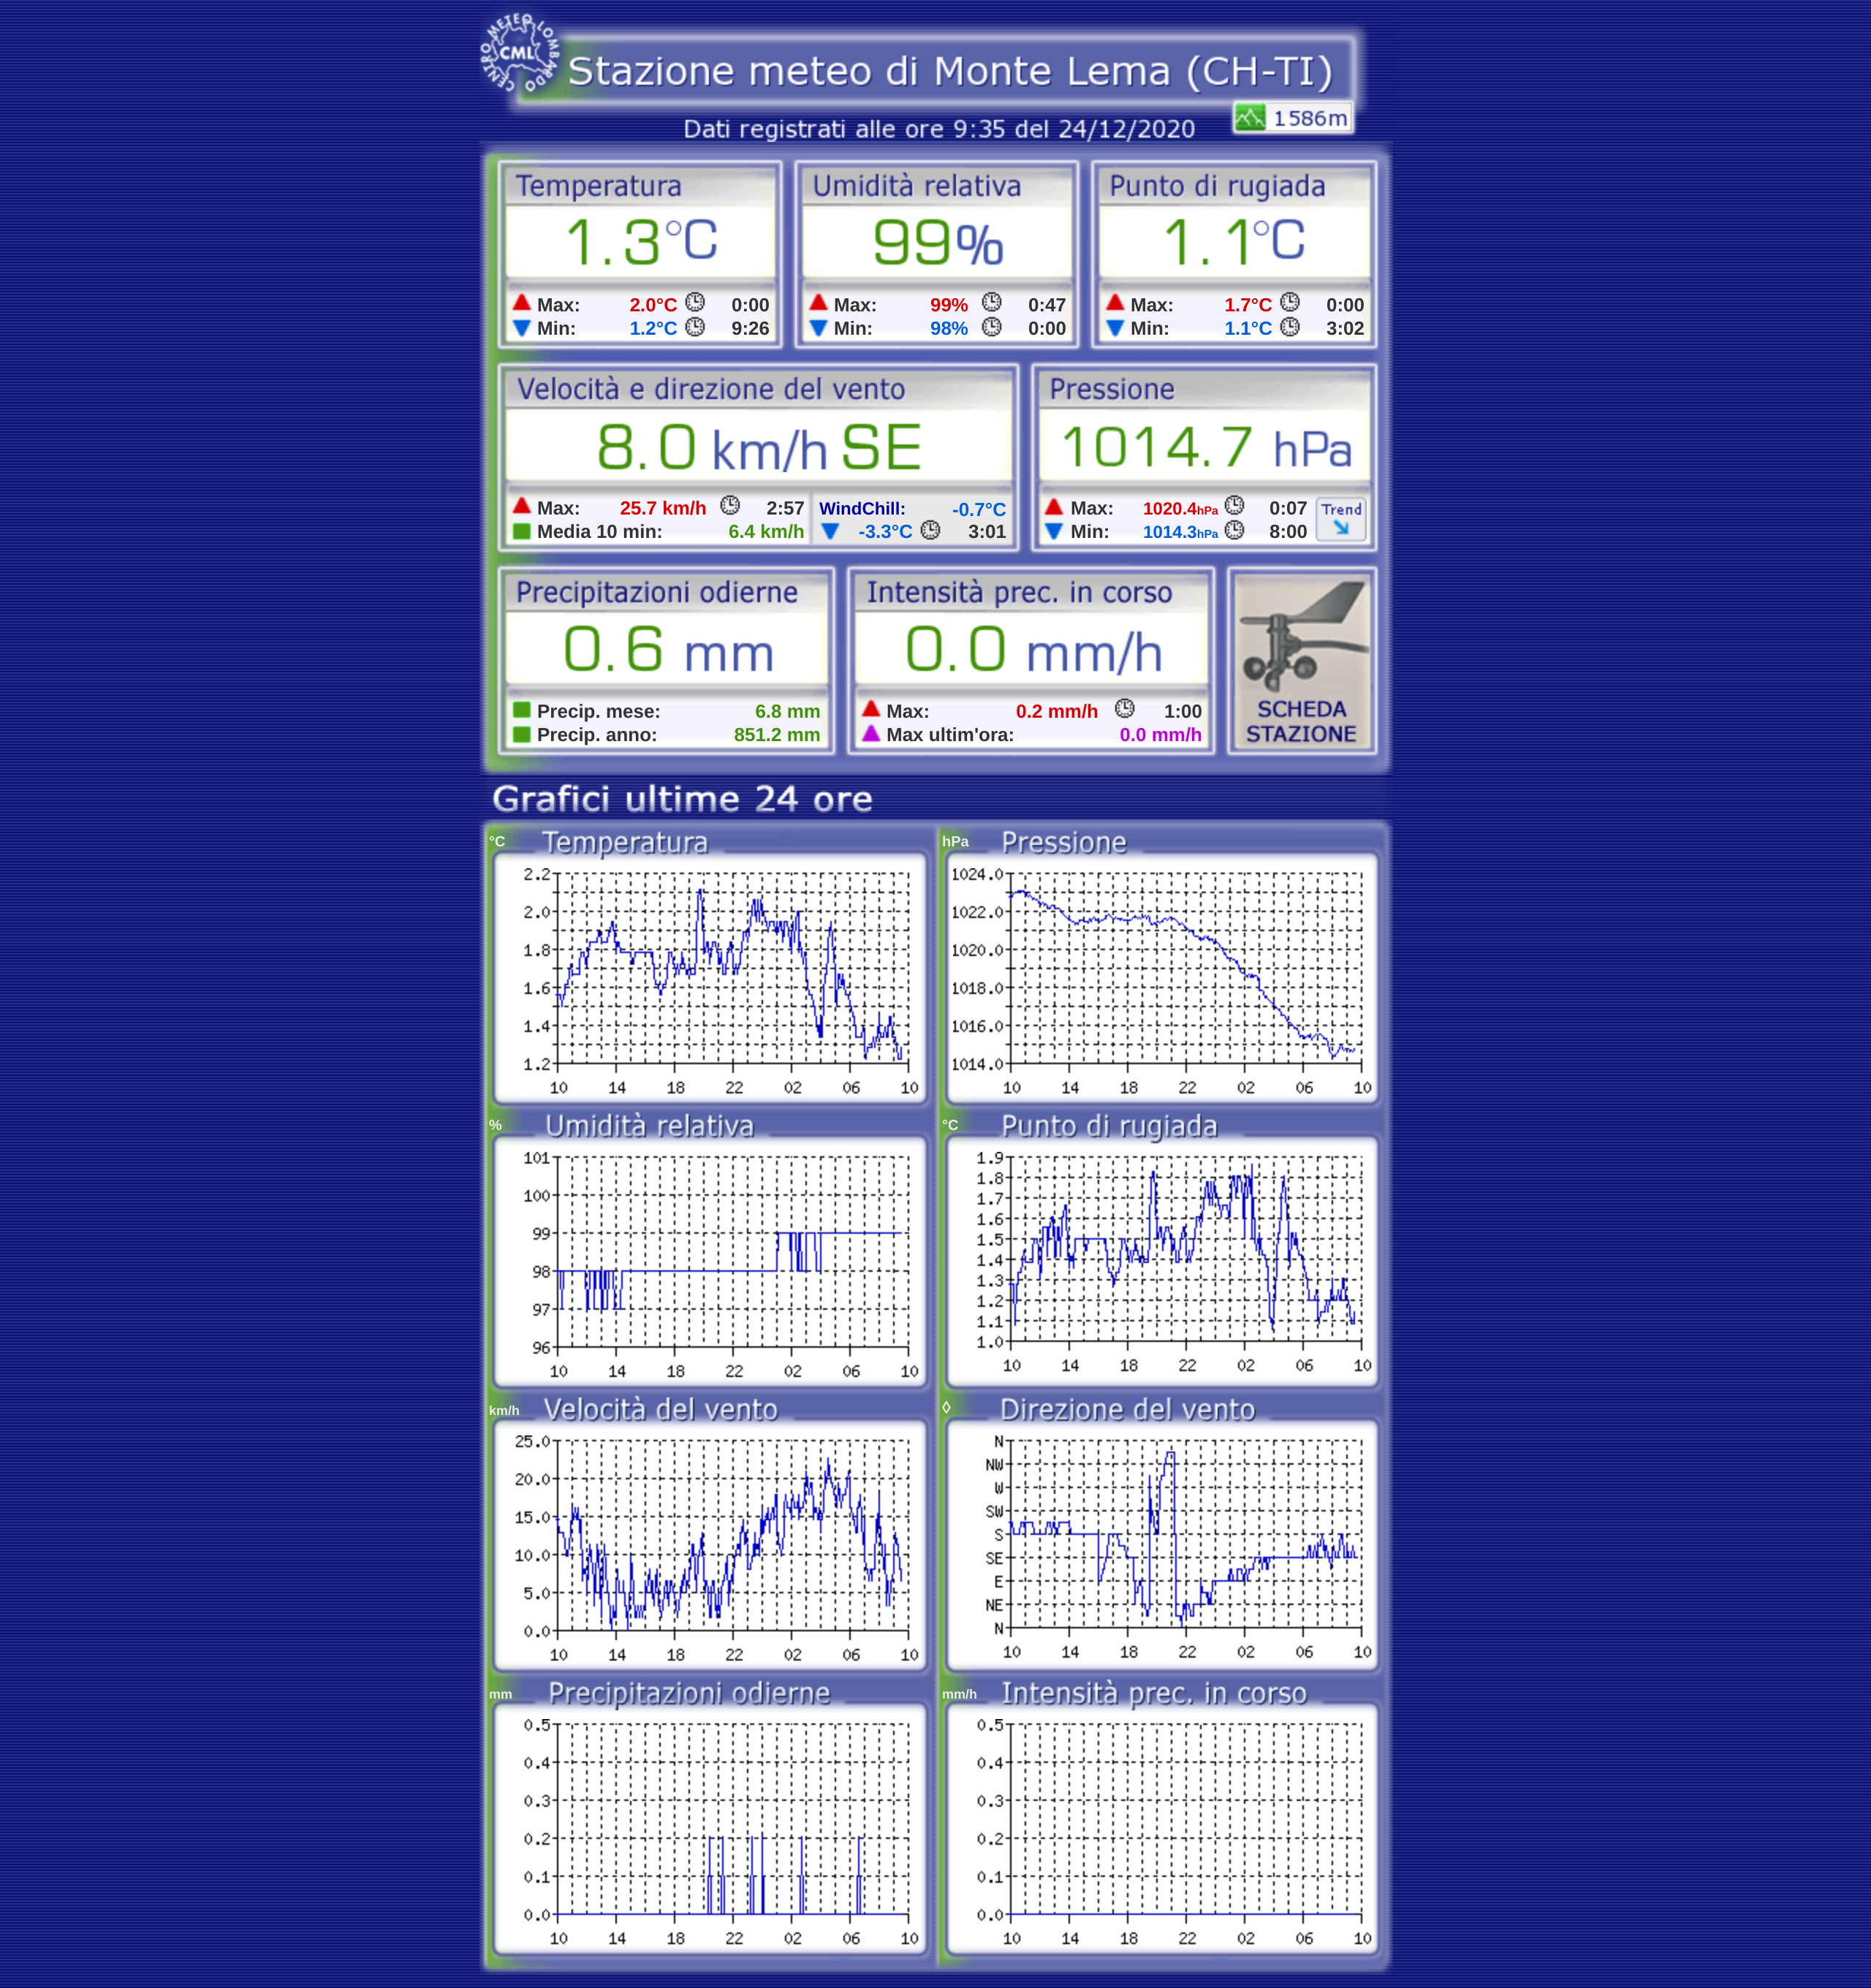 CENTRO METEO LOMBARDO
CML
Stazione meteo di Monte Lema (CH-TI)
1586m
Dati registrati alle ore 9:35 del 24/12/2020
Temperatura
1.3°C
Max: 2.0°C 0:00
Min: 1.2°C 9:26
Umidità relativa
99%
Max: 99% 0:47
Min: 98% 0:00
Punto di rugiada
1.1°C
Max: 1.7°C 0:00
Min: 1.1°C 3:02
Velocità e direzione del vento
8.0 km/h SE
Max: 25.7 km/h 2:57
Media 10 min: 6.4 km/h
WindChill: -0.7°C
-3.3°C 3:01
Pressione
1014.7 hPa
Max: 1020.4hPa 0:07
Min: 1014.3hPa 8:00
Trend
Precipitazioni odierne
0.6 mm
Precip. mese: 6.8 mm
Precip. anno: 851.2 mm
Intensità prec. in corso
0.0 mm/h
Max: 0.2 mm/h 1:00
Max ultim'ora: 0.0 mm/h
SCHEDA
STAZIONE
Grafici ultime 24 ore
°C Temperatura
2.2
2.0
1.8
1.6
1.4
1.2
10 14 18 22 02 06 10
hPa Pressione
1024.0
1022.0
1020.0
1018.0
1016.0
1014.0
10 14 18 22 02 06 10
% Umidità relativa
101
100
99
98
97
96
10 14 18 22 02 06 10
°C Punto di rugiada
1.9
1.8
1.7
1.6
1.5
1.4
1.3
1.2
1.1
1.0
10 14 18 22 02 06 10
km/h Velocità del vento
25.0
20.0
15.0
10.0
5.0
0.0
10 14 18 22 02 06 10
◊ Direzione del vento
N
NW
W
SW
S
SE
E
NE
N
10 14 18 22 02 06 10
mm Precipitazioni odierne
0.5
0.4
0.3
0.2
0.1
0.0
10 14 18 22 02 06 10
mm/h Intensità prec. in corso
0.5
0.4
0.3
0.2
0.1
0.0
10 14 18 22 02 06 10